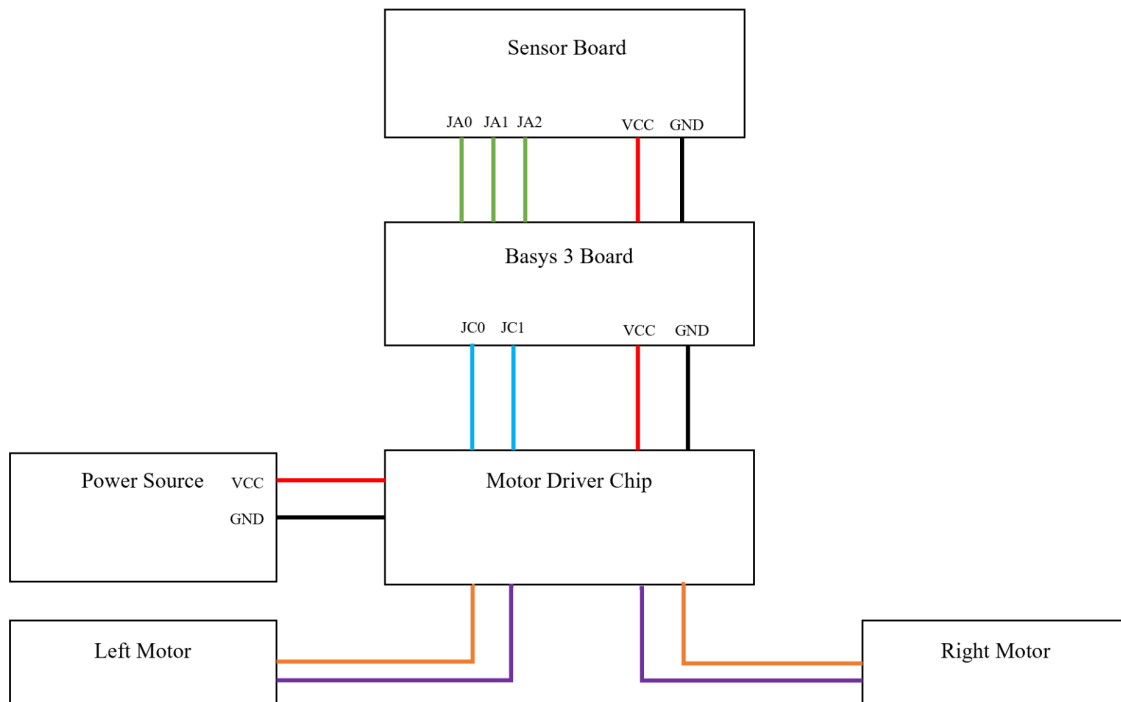 Sensor Board
JA0 JA1 JA2 VCC GND
Basys 3 Board
JC0 JC1 VCC GND
Power Source VCC
GND
Motor Driver Chip
Left Motor
Right Motor